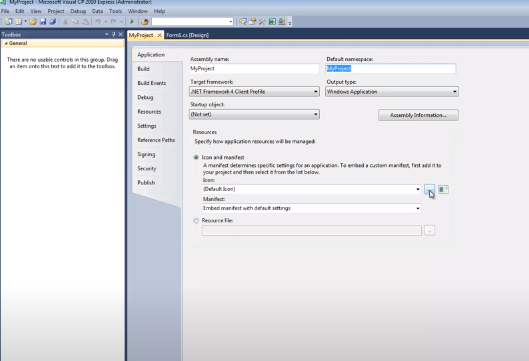 MyProject - Microsoft Visual C# 2010 Express (Administrator)
File Edit View Project Debug Data Tools Window Help
Toolbox
General
There are no usable controls in this group. Drag
an item onto this text to add it to the toolbox.
MyProject Form1.cs [Design]
Application
Build
Build Events
Debug
Resources
Settings
Reference Paths
Signing
Security
Publish
Assembly name: Default namespace:
MyProject MyProject
Target framework: Output type:
.NET Framework 4 Client Profile Windows Application
Startup object:
(Not set) Assembly Information...
Resources
Specify how application resources will be managed:
Icon and manifest
A manifest determines specific settings for an application. To embed a custom manifest, first add it to
your project and then select it from the list below.
Icon:
(Default Icon) ...
Manifest:
Embed manifest with default settings
Resource file:
...